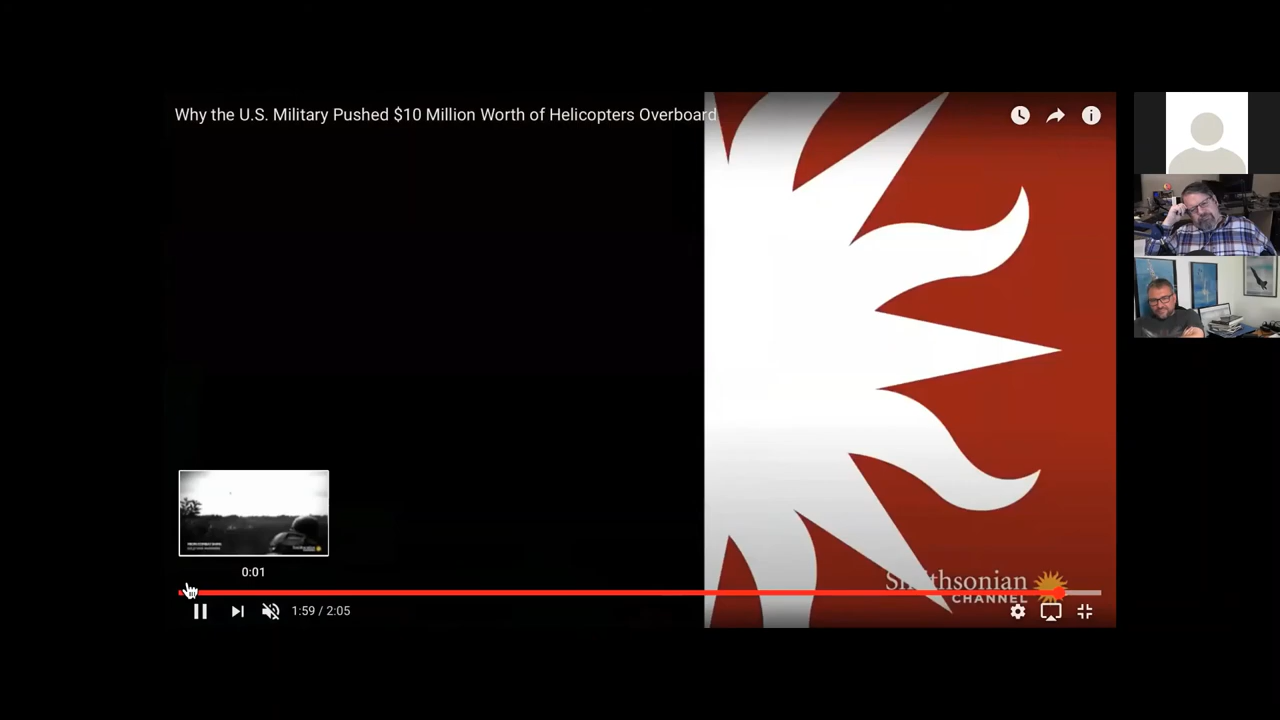 Why the U.S. Military Pushed $10 Million Worth of Helicopters Overboard
0:01
Smithsonian
CHANNEL
1:59 / 2:05